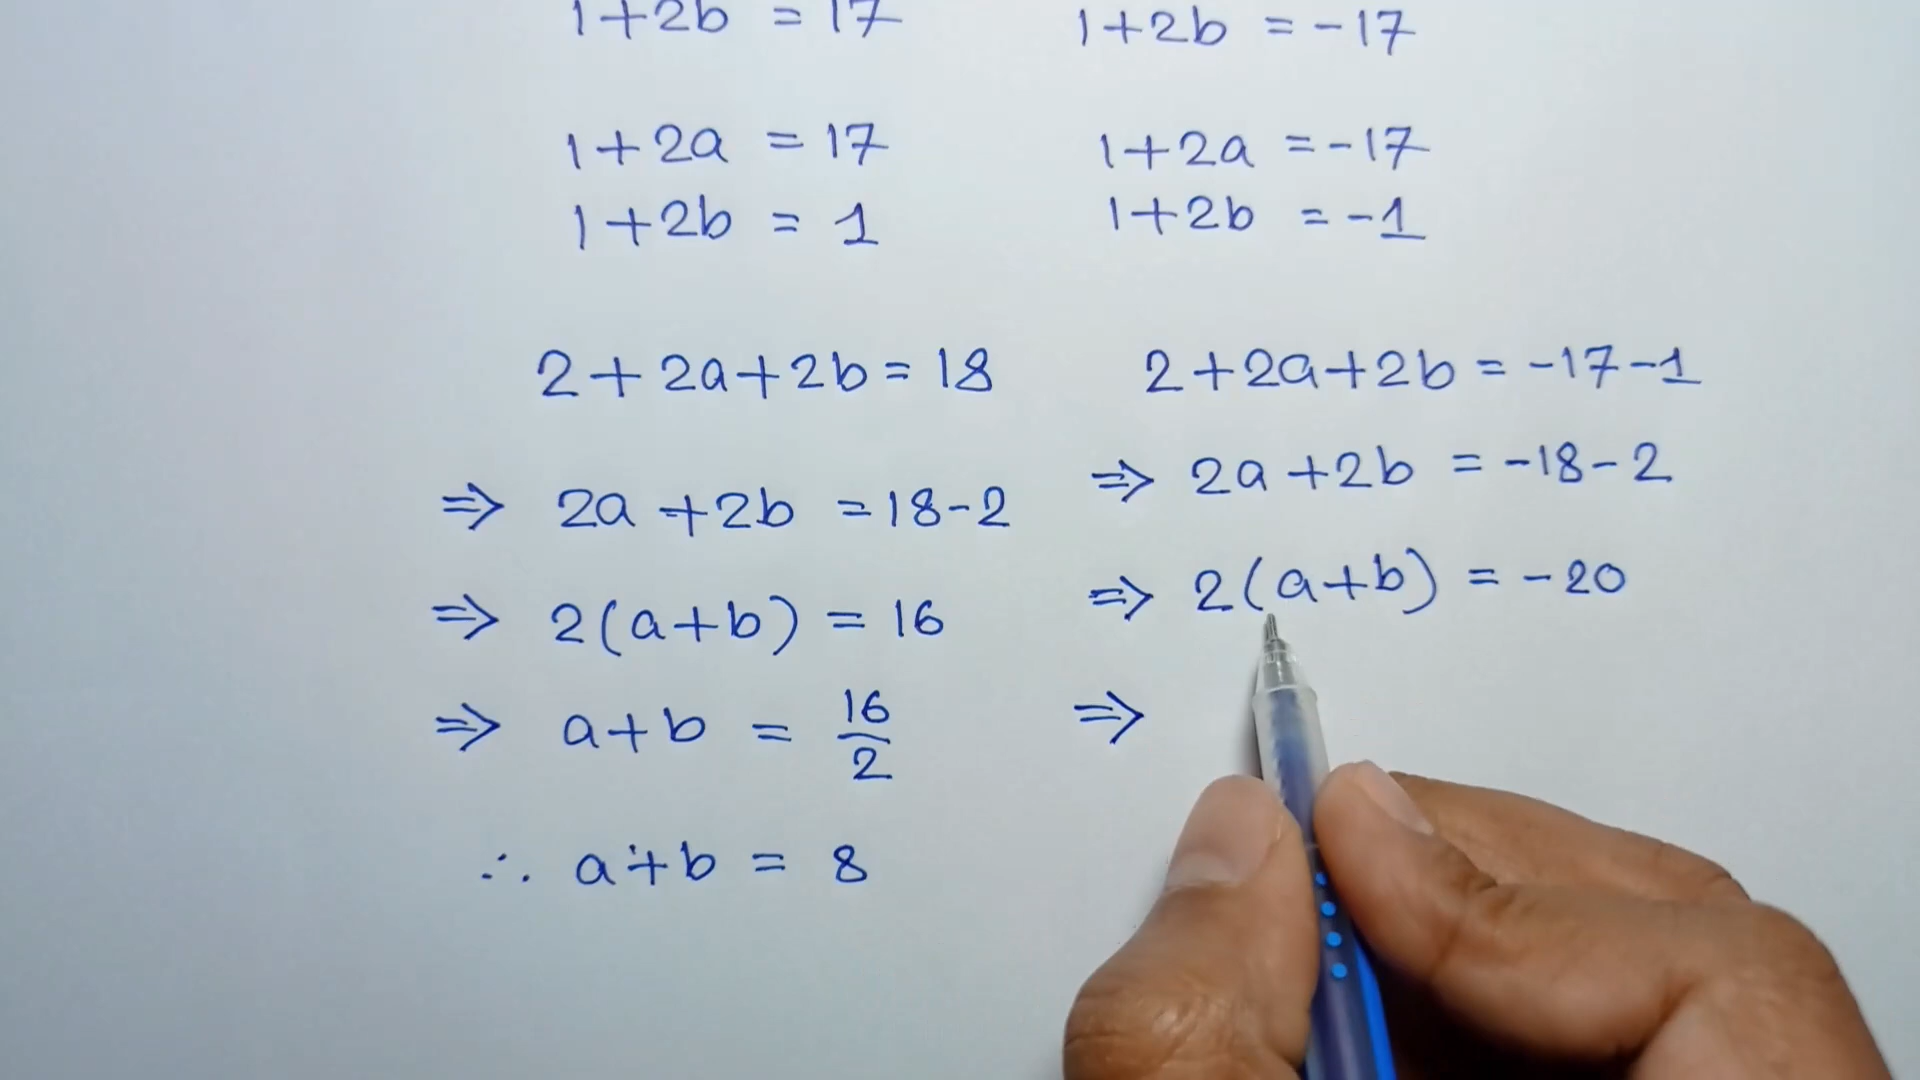 1+2b = 17
1+2a = 17
1+2b = 1
2+2a+2b = 18
⇒ 2a+2b = 18-2
⇒ 2(a+b) = 16
⇒ a+b = 16/2
∴ a+b = 8
1+2b = -17
1+2a = -17
1+2b = -1
2+2a+2b = -17-1
⇒ 2a+2b = -18-2
⇒ 2(a+b) = -20
⇒